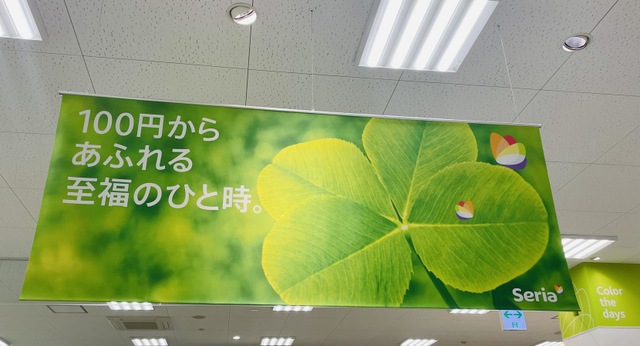 100円から
あふれる
至福のひと時。
Seria
Color
the
days
H